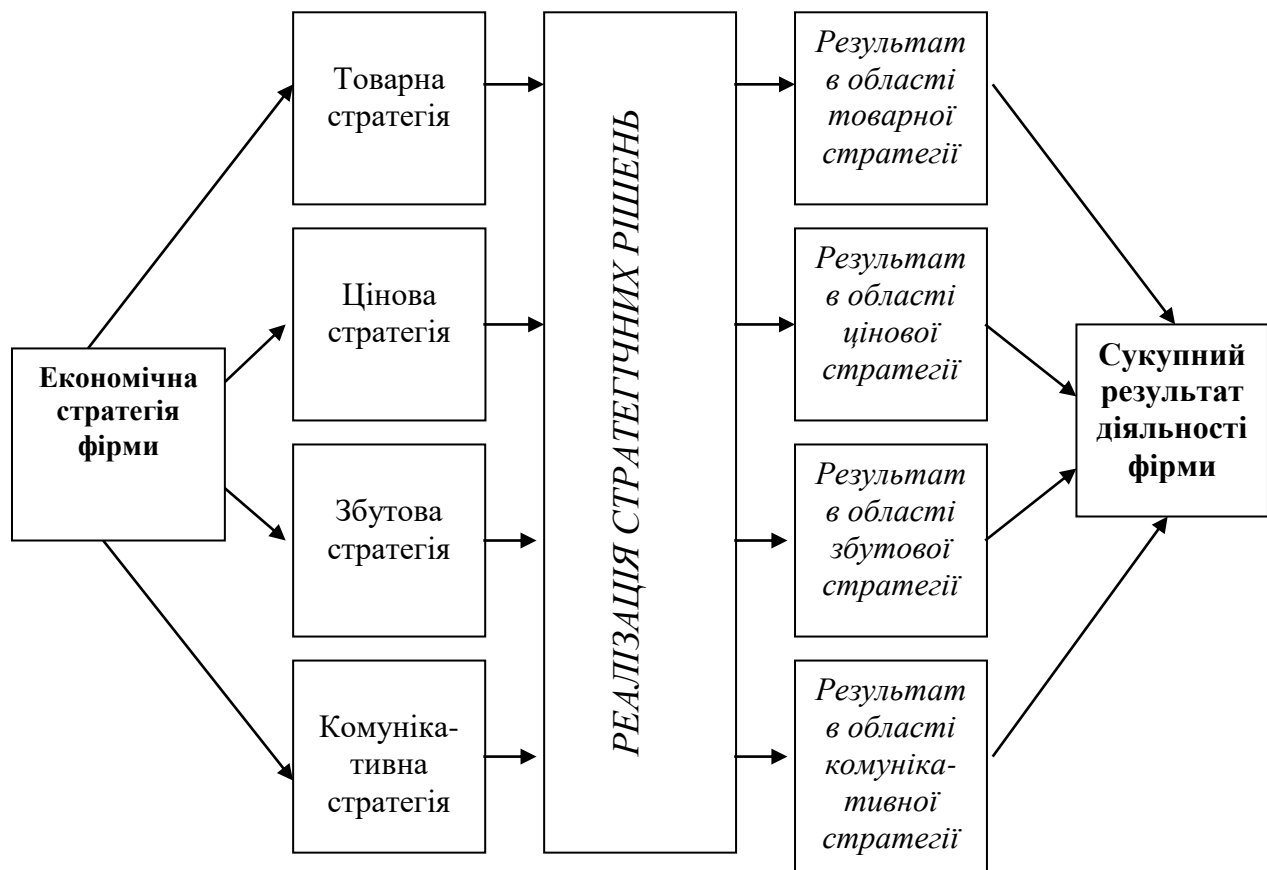 Економічна
стратегія
фірми
Товарна
стратегія
Цінова
стратегія
Збутова
стратегія
Комуніка-
тивна
стратегія
РЕАЛІЗАЦІЯ СТРАТЕГІЧНИХ РІШЕНЬ
Результат
в області
товарної
стратегії
Результат
в області
цінової
стратегії
Результат
в області
збутової
стратегії
Результат
в області
комуніка-
тивної
стратегії
Сукупний
результат
діяльності
фірми